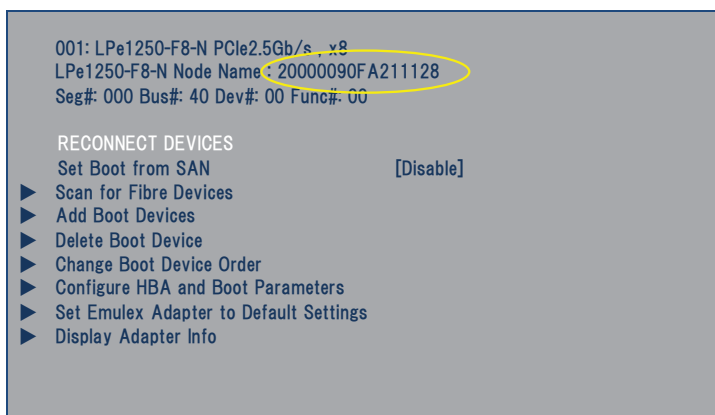 001: LPe1250-F8-N PCIe2.5Gb/s , x8
LPe1250-F8-N Node Name : 20000090FA211128
Seg#: 000 Bus#: 40 Dev#: 00 Func#: 00
RECONNECT DEVICES
Set Boot from SAN [Disable]
Scan for Fibre Devices
Add Boot Devices
Delete Boot Device
Change Boot Device Order
Configure HBA and Boot Parameters
Set Emulex Adapter to Default Settings
Display Adapter Info